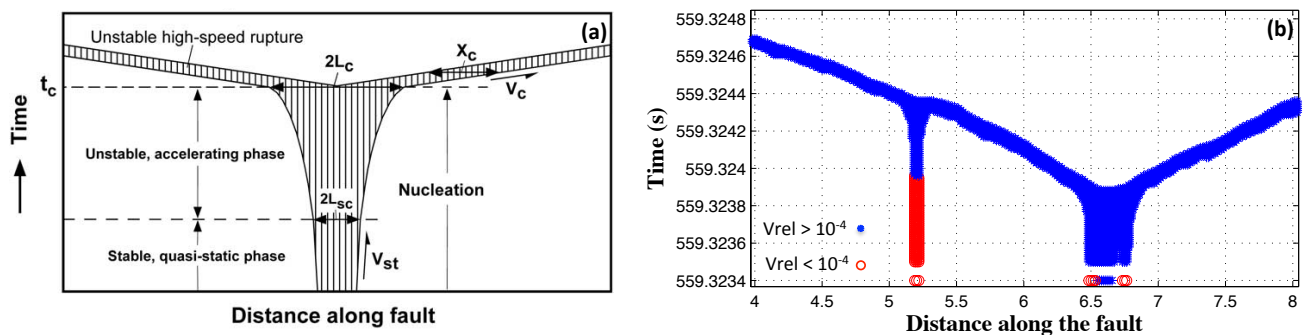 (a)
Unstable high-speed rupture
2Lc
Xc
Vc
tc
Time
Unstable, accelerating phase
Nucleation
2Lsc
Stable, quasi-static phase
Vst
Distance along fault
(b)
559.3248
559.3246
559.3244
559.3242
559.324
559.3238
559.3236
559.3234
Time (s)
Vrel > 10-4
Vrel < 10-4
4 4.5 5 5.5 6 6.5 7 7.5 8
Distance along the fault